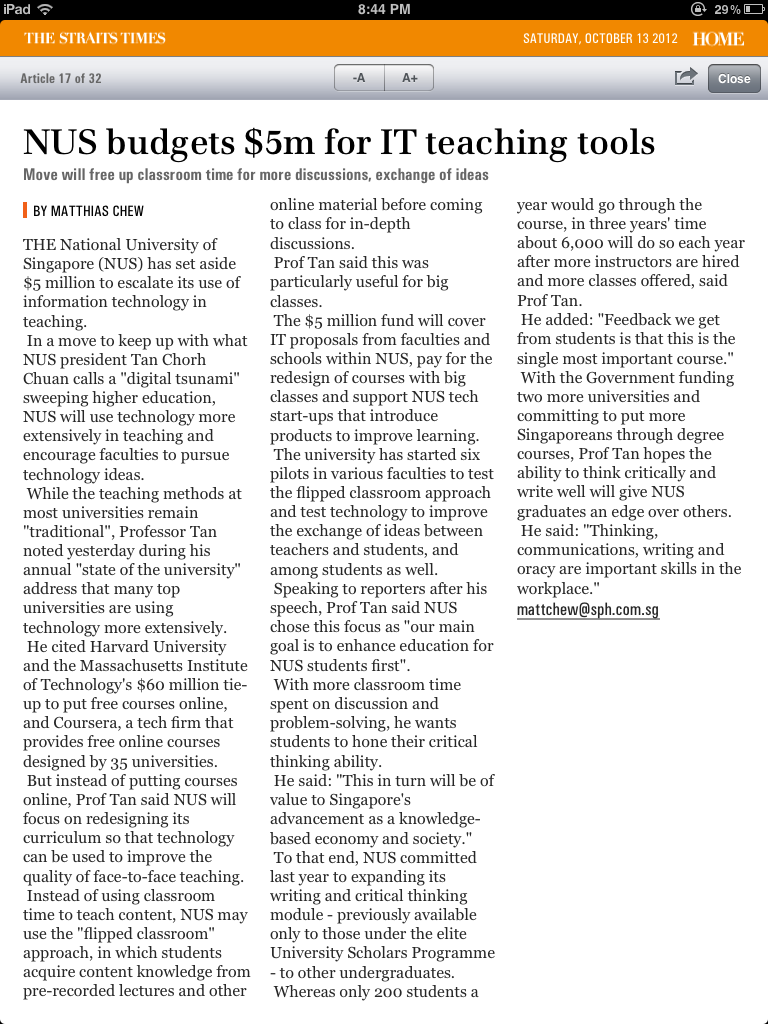 iPad 8:44 PM 29%
THE STRAITS TIMES SATURDAY, OCTOBER 13 2012 HOME
Article 17 of 32 -A A+ Close
NUS budgets $5m for IT teaching tools
Move will free up classroom time for more discussions, exchange of ideas
BY MATTHIAS CHEW
THE National University of
Singapore (NUS) has set aside
$5 million to escalate its use of
information technology in
teaching.
In a move to keep up with what
NUS president Tan Chorh
Chuan calls a "digital tsunami"
sweeping higher education,
NUS will use technology more
extensively in teaching and
encourage faculties to pursue
technology ideas.
While the teaching methods at
most universities remain
"traditional", Professor Tan
noted yesterday during his
annual "state of the university"
address that many top
universities are using
technology more extensively.
He cited Harvard University
and the Massachusetts Institute
of Technology's $60 million tie-
up to put free courses online,
and Coursera, a tech firm that
provides free online courses
designed by 35 universities.
But instead of putting courses
online, Prof Tan said NUS will
focus on redesigning its
curriculum so that technology
can be used to improve the
quality of face-to-face teaching.
Instead of using classroom
time to teach content, NUS may
use the "flipped classroom"
approach, in which students
acquire content knowledge from
pre-recorded lectures and other
online material before coming
to class for in-depth
discussions.
Prof Tan said this was
particularly useful for big
classes.
The $5 million fund will cover
IT proposals from faculties and
schools within NUS, pay for the
redesign of courses with big
classes and support NUS tech
start-ups that introduce
products to improve learning.
The university has started six
pilots in various faculties to test
the flipped classroom approach
and test technology to improve
the exchange of ideas between
teachers and students, and
among students as well.
Speaking to reporters after his
speech, Prof Tan said NUS
chose this focus as "our main
goal is to enhance education for
NUS students first".
With more classroom time
spent on discussion and
problem-solving, he wants
students to hone their critical
thinking ability.
He said: "This in turn will be of
value to Singapore's
advancement as a knowledge-
based economy and society."
To that end, NUS committed
last year to expanding its
writing and critical thinking
module - previously available
only to those under the elite
University Scholars Programme
- to other undergraduates.
Whereas only 200 students a
year would go through the
course, in three years' time
about 6,000 will do so each year
after more instructors are hired
and more classes offered, said
Prof Tan.
He added: "Feedback we get
from students is that this is the
single most important course."
With the Government funding
two more universities and
committing to put more
Singaporeans through degree
courses, Prof Tan hopes the
ability to think critically and
write well will give NUS
graduates an edge over others.
He said: "Thinking,
communications, writing and
oracy are important skills in the
workplace."
mattchew@sph.com.sg